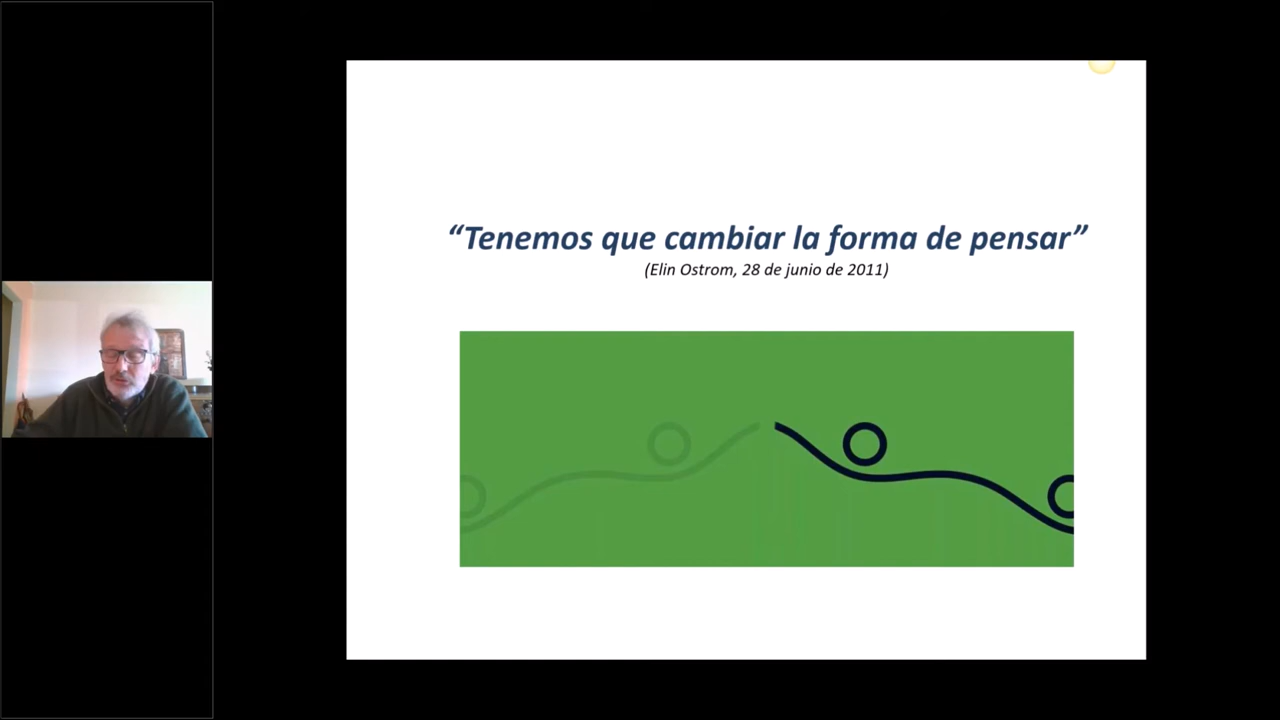 “Tenemos que cambiar la forma de pensar”
(Elin Ostrom, 28 de junio de 2011)